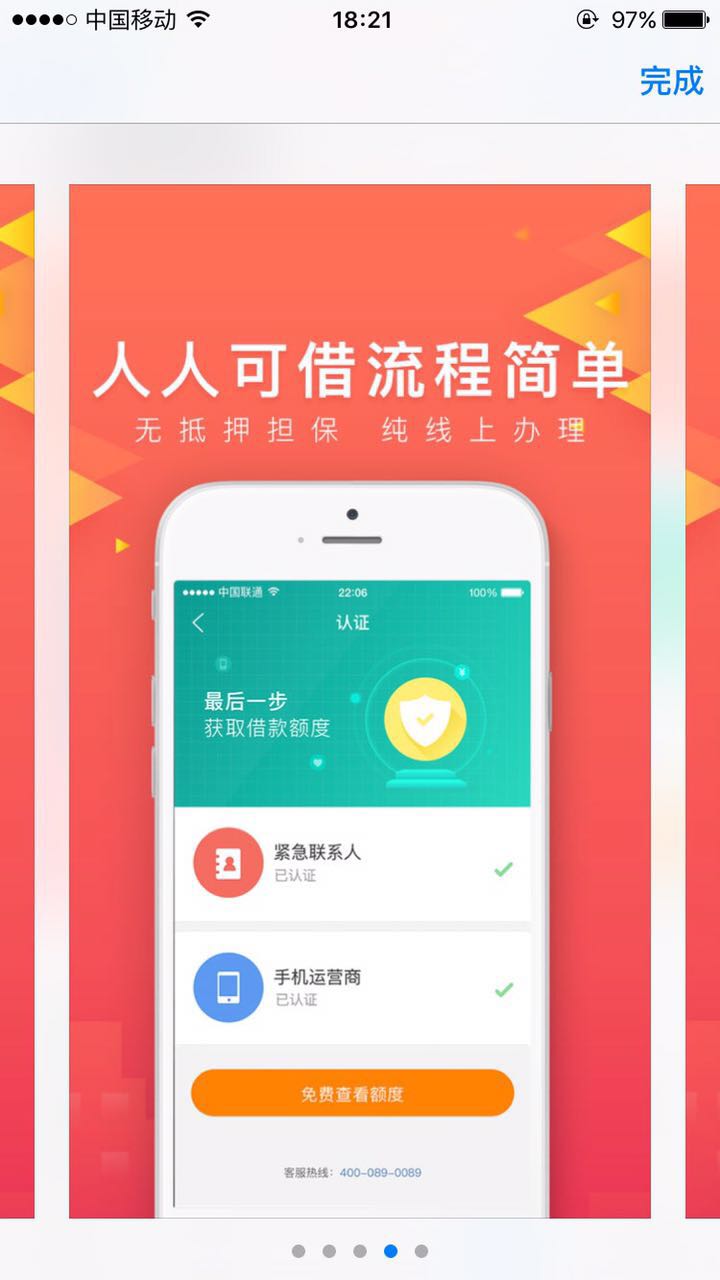 中国移动 18:21 97%
完成
人人可借流程简单
无抵押担保 纯线上办理
中国联通 22:06 100%
认证
最后一步
获取借款额度
紧急联系人
已认证
手机运营商
已认证
免费查看额度
客服热线：400-089-0089